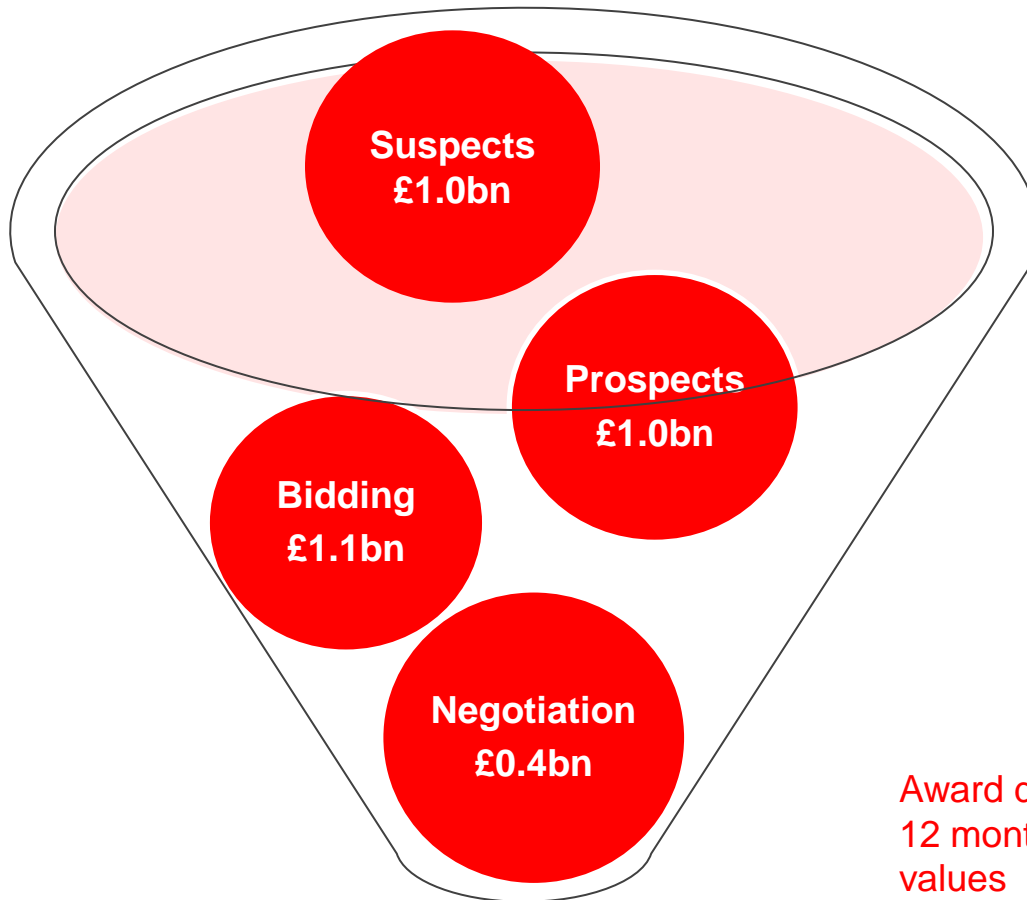 Suspects
£1.0bn
Prospects
£1.0bn
Bidding
£1.1bn
Negotiation
£0.4bn
Award
12
values